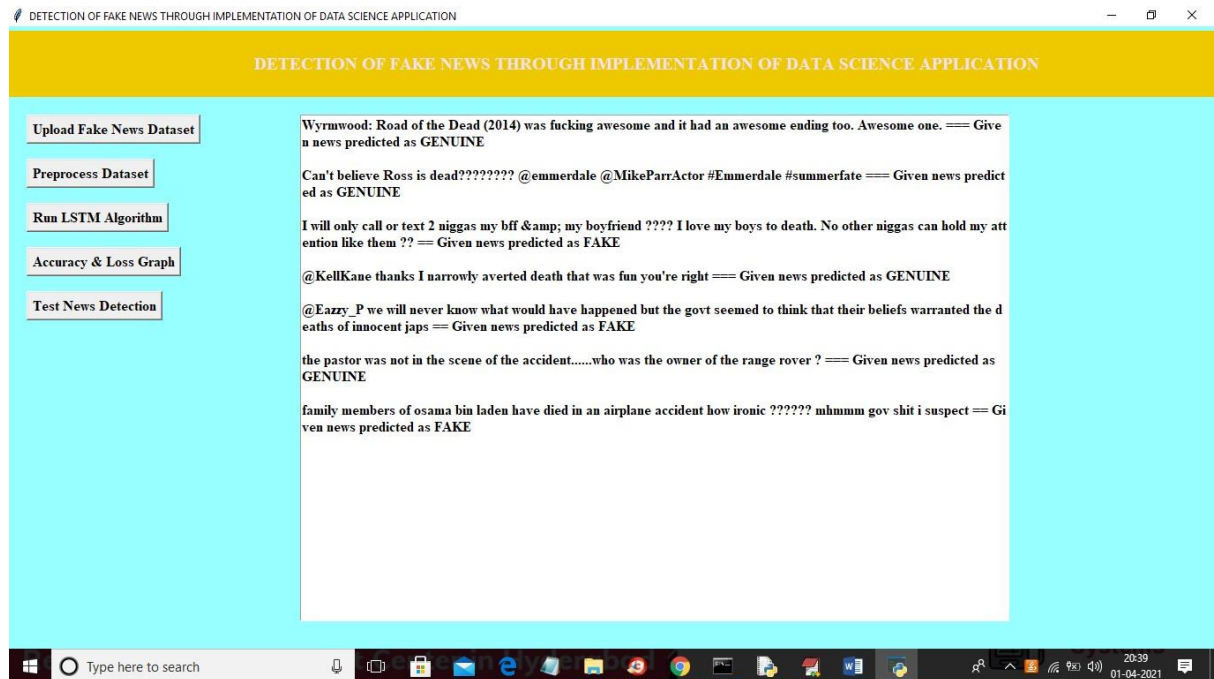 DETECTION OF FAKE NEWS THROUGH IMPLEMENTATION OF DATA SCIENCE APPLICATION
DETECTION OF FAKE NEWS THROUGH IMPLEMENTATION OF DATA SCIENCE APPLICATION
Upload Fake News Dataset
Preprocess Dataset
Run LSTM Algorithm
Accuracy & Loss Graph
Test News Detection
Wyrmwood: Road of the Dead (2014) was fucking awesome and it had an awesome ending too. Awesome one. === Give
n news predicted as GENUINE
Can't believe Ross is dead???????? @emmerdale @MikeParrActor #Emmerdale #summerfate === Given news predict
ed as GENUINE
I will only call or text 2 niggas my bff &amp; my boyfriend ???? I love my boys to death. No other niggas can hold my att
ention like them ?? == Given news predicted as FAKE
@KellKane thanks I narrowly averted death that was fun you're right === Given news predicted as GENUINE
@Eazzy_P we will never know what would have happened but the govt seemed to think that their beliefs warranted the d
eaths of innocent japs == Given news predicted as FAKE
the pastor was not in the scene of the accident......who was the owner of the range rover ? === Given news predicted as
GENUINE
family members of osama bin laden have died in an airplane accident how ironic ?????? mhmmm gov shit i suspect == Gi
ven news predicted as FAKE
Type here to search
20:39
01-04-2021